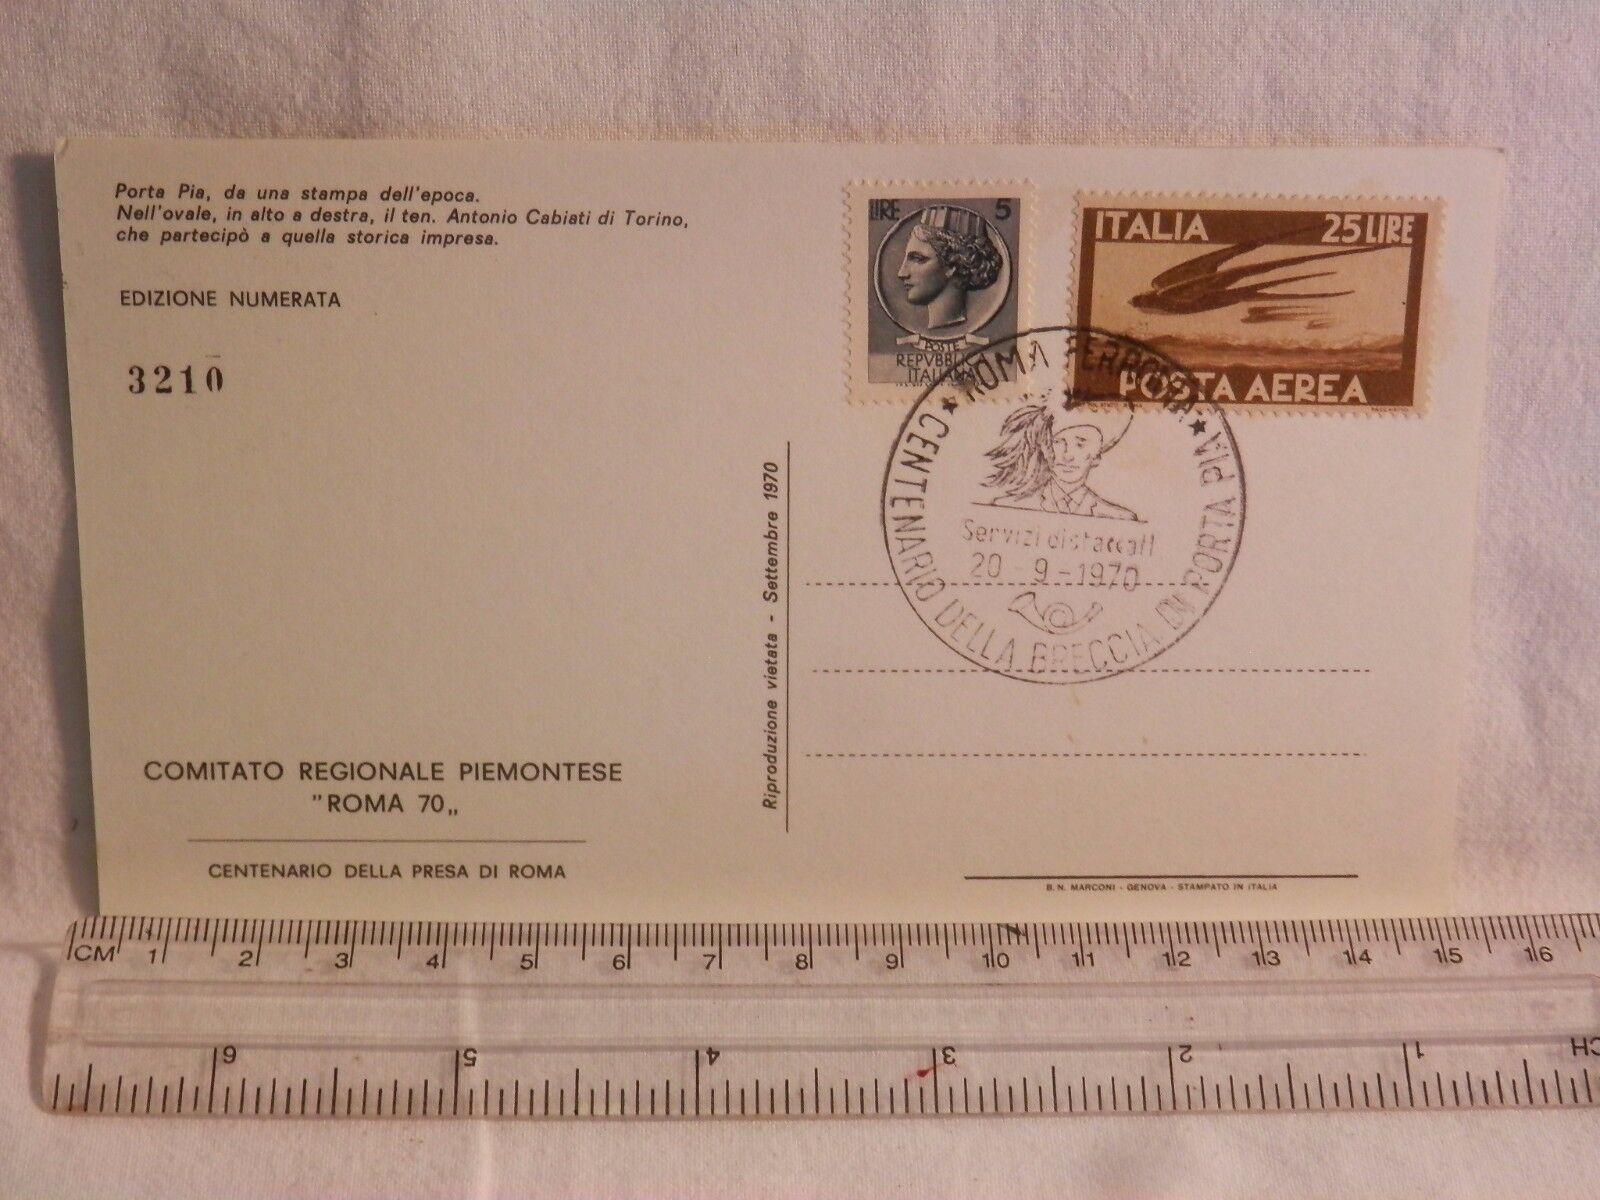 Porta Pia, da una stampa dell'epoca.
Nell'ovale, in alto a destra, il ten. Antonio Cabiati di Torino,
che partecipò a quella storica impresa.
EDIZIONE NUMERATA
3210
COMITATO REGIONALE PIEMONTESE
"ROMA 70„
CENTENARIO DELLA PRESA DI ROMA
Riproduzione vietata - Settembre 1970
LIRE 5
POSTE
REPVBBLICA
ITALIANA
ITALIA 25 LIRE
POSTA AEREA
ROMA FERROVIA
CENTENARIO DELLA BRECCIA DI PORTA PIA
Servizi distaccati
20-9-1970
B. N. MARCONI - GENOVA - STAMPATO IN ITALIA
CM 1 2 3 4 5 6 7 8 9 10 11 12 13 14 15 16
6 5 4 3 2 1 CH